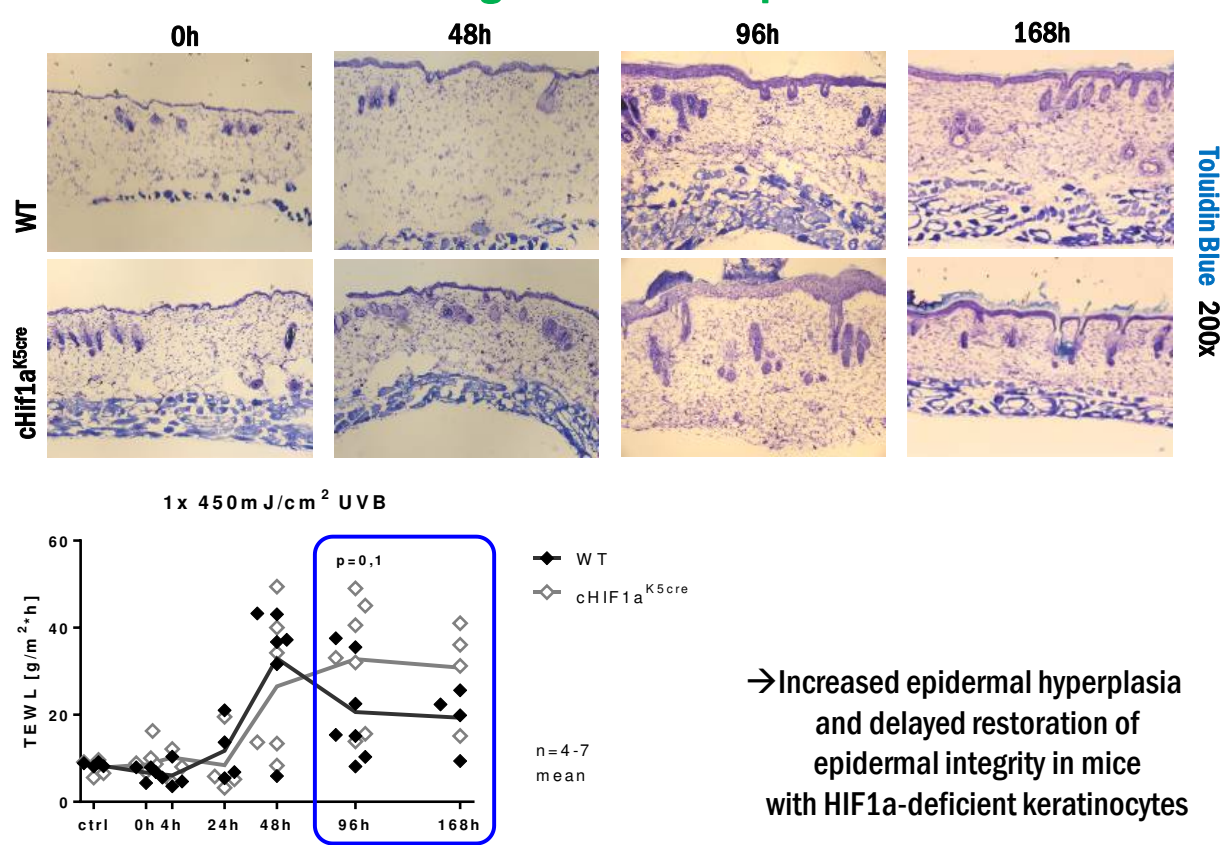 0h 48h 96h 168h
WT
cHif1a^K5cre
Toluidin Blue 200x
1x 450mJ/cm² UVB
60
40
20
0
TEWL [g/m²*h]
p=0,1
ctrl 0h 4h 24h 48h 96h 168h
WT
cHIF1a^K5cre
n=4-7
mean
→Increased epidermal hyperplasia
and delayed restoration of
epidermal integrity in mice
with HIF1a-deficient keratinocytes